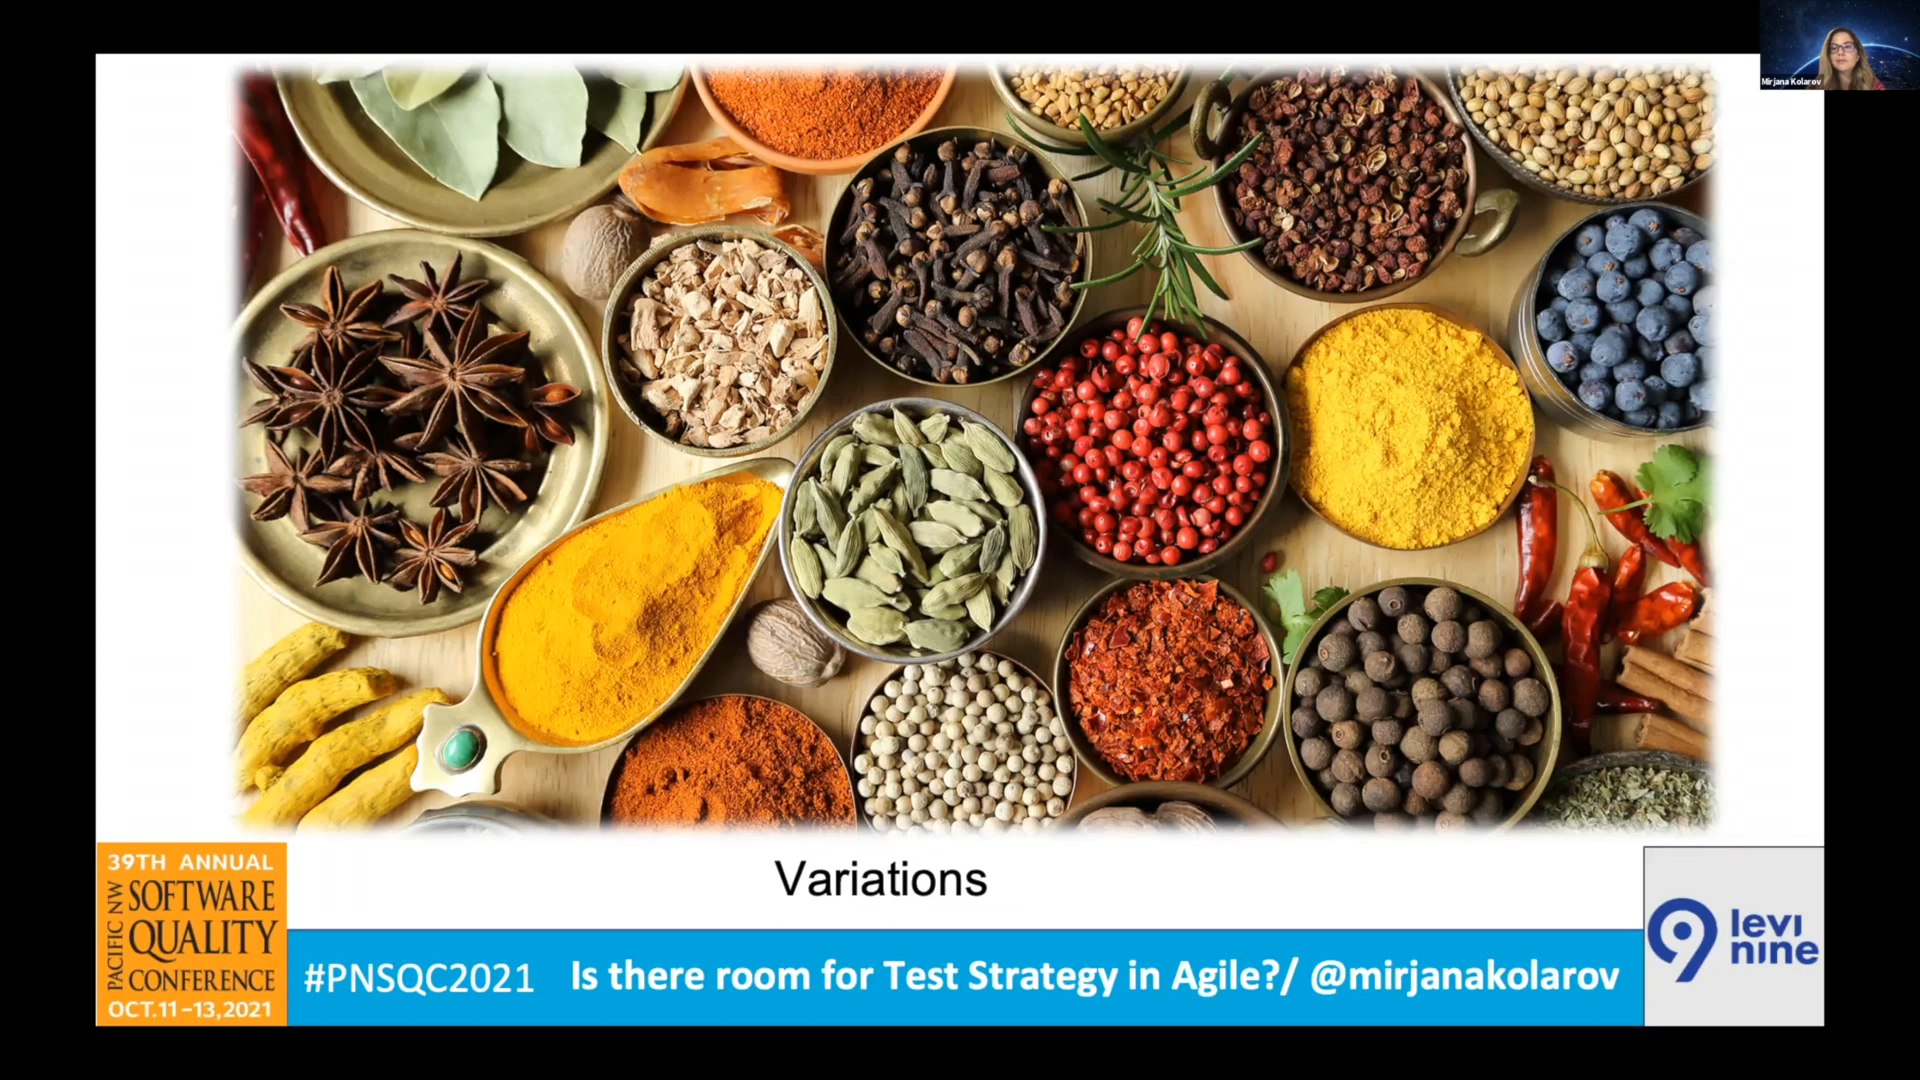 Mirjana Kolarov
Variations
39TH ANNUAL
PACIFIC NW
SOFTWARE
QUALITY
CONFERENCE
OCT.11-13,2021
#PNSQC2021 Is there room for Test Strategy in Agile?/ @mirjanakolarov
levi
nine